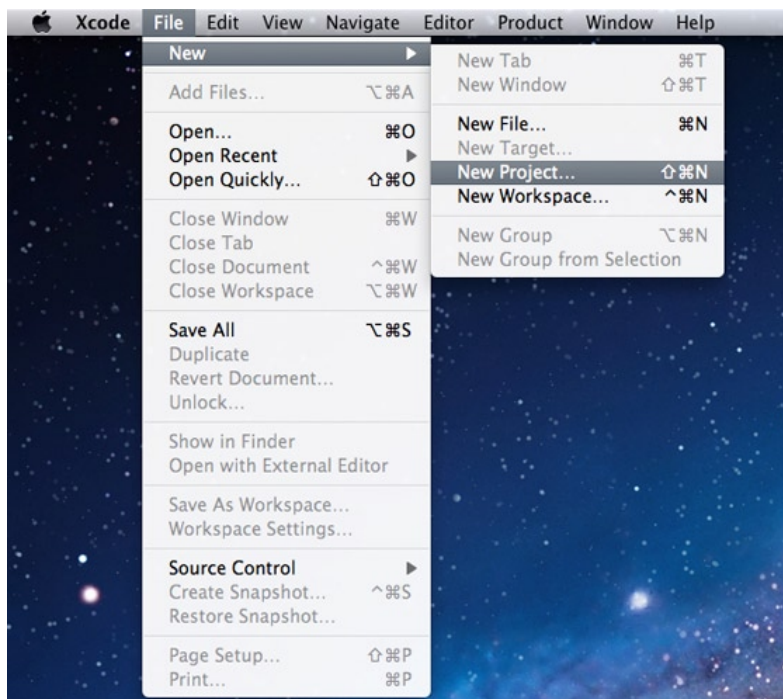 Xcode File Edit View Navigate Editor Product Window Help
New
Add Files... ⌥⌘A
Open... ⌘O
Open Recent
Open Quickly... ⇧⌘O
Close Window ⌘W
Close Tab
Close Document ^⌘W
Close Workspace ⌥⌘W
Save All ⌥⌘S
Duplicate
Revert Document...
Unlock...
Show in Finder
Open with External Editor
Save As Workspace...
Workspace Settings...
Source Control
Create Snapshot... ^⌘S
Restore Snapshot...
Page Setup... ⇧⌘P
Print... ⌘P
New Tab ⌘T
New Window ⇧⌘T
New File... ⌘N
New Target...
New Project... ⇧⌘N
New Workspace... ^⌘N
New Group ⌥⌘N
New Group from Selection